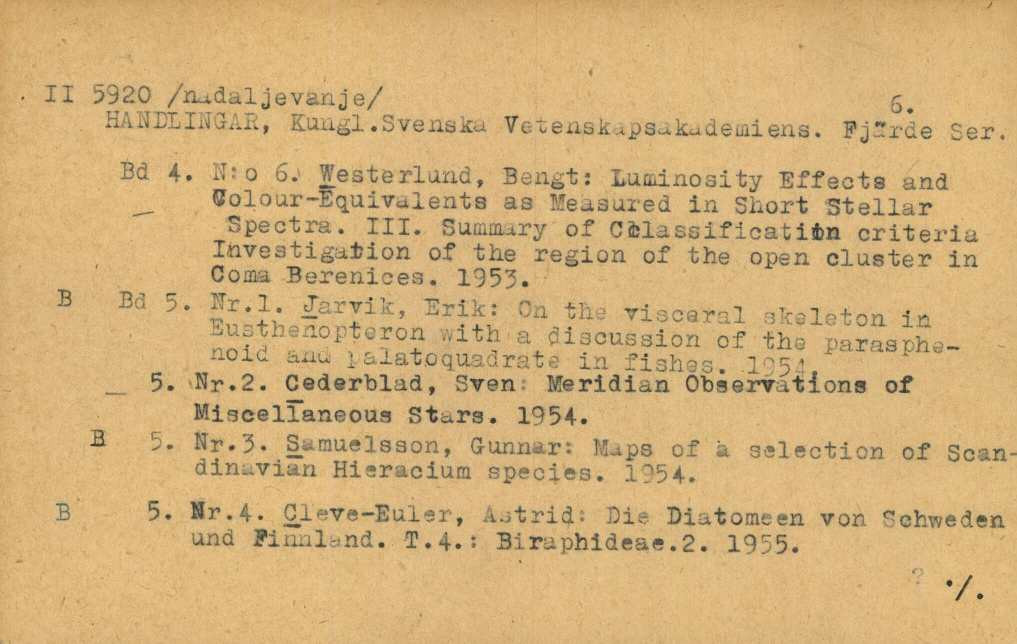 II 5920 /nadaljevanje/ 6.
HANDLINGAR, Kungl.Svenska Vetenskapsakademiens. Fjärde Ser.
Bd 4. N:o 6. Westerlund, Bengt: Luminosity Effects and
Colour-Equivalents as Measured in Short Stellar
Spectra. III. Summary of Cclassification criteria
Investigation of the region of the open cluster in
Coma Berenices. 1953.
B Bd 5. Nr.1. Jarvik, Erik: On the visceral skeleton in
Eusthenopteron with a discussion of the parasphe-
noid and palatoquadrate in fishes. 1954.
5. Nr.2. Cederblad, Sven: Meridian Observations of
Miscellaneous Stars. 1954.
B 5. Nr.3. Samuelsson, Gunnar: Maps of a selection of Scan-
dinavian Hieracium species. 1954.
B 5. Nr.4. Cleve-Euler, Astrid: Die Diatomeen von Schweden
und Finnland. T.4.: Biraphideae.2. 1955.
? ./.